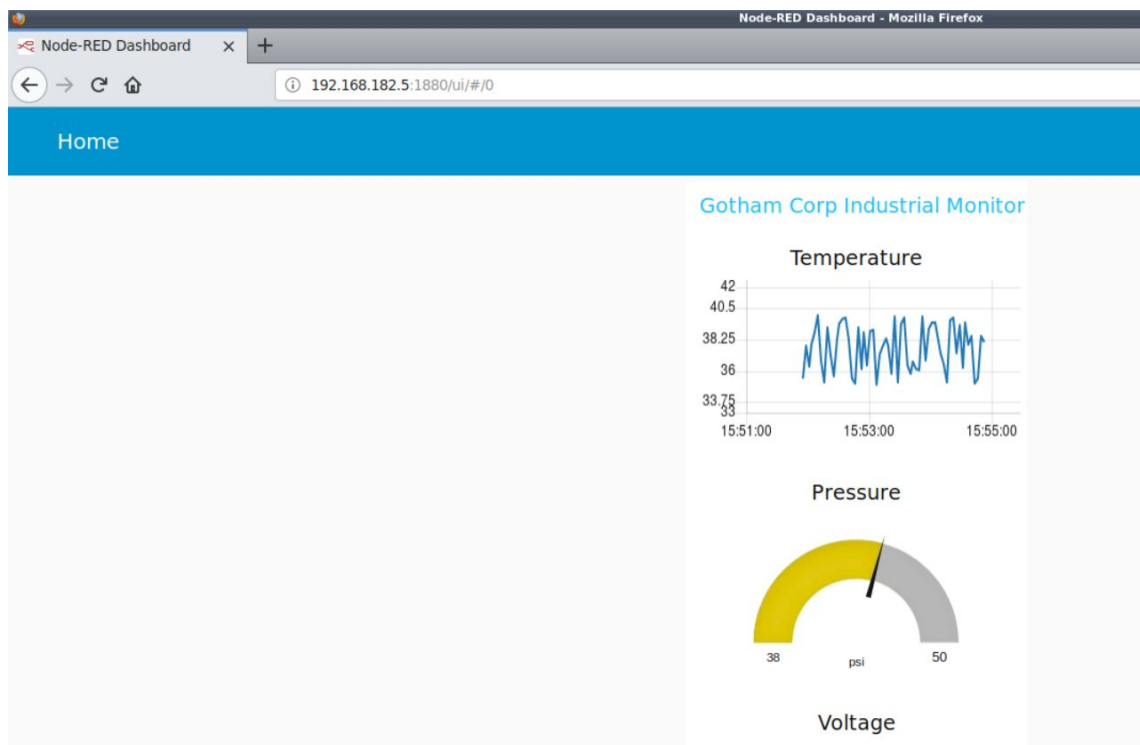 Node-RED Dashboard - Mozilla Firefox
Node-RED Dashboard
192.168.182.5:1880/ui/#/0
Home
Gotham Corp Industrial Monitor
Temperature
42
40.5
38.25
36
33.75
33
15:51:00 15:53:00 15:55:00
Pressure
38 psi 50
Voltage